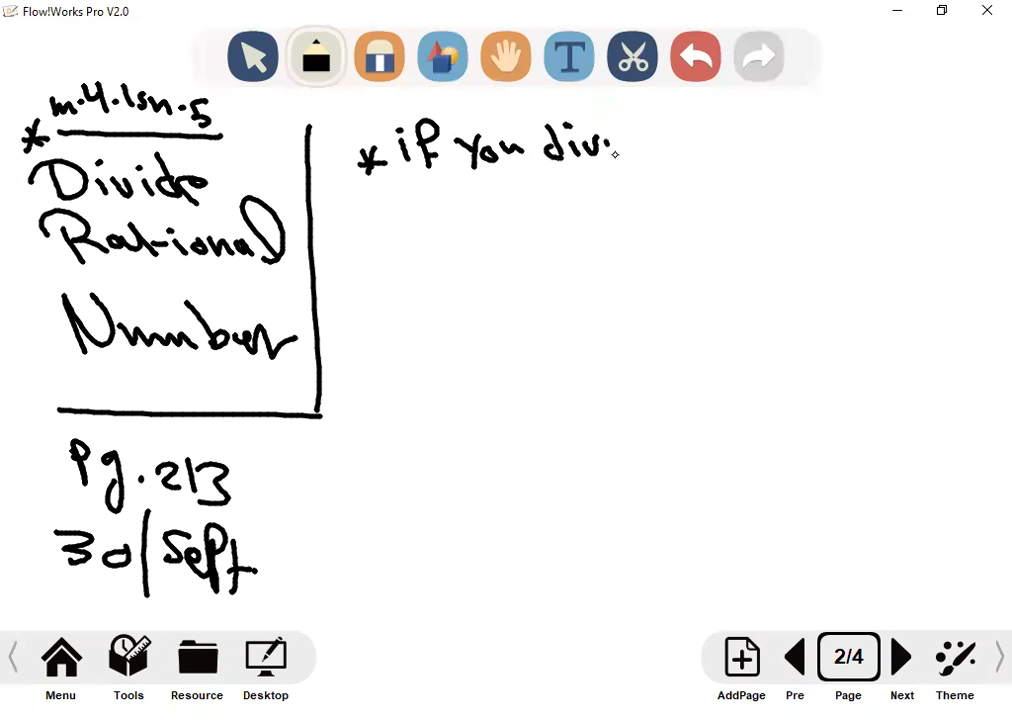 Flow!Works Pro V2.0
m.4.lsn.5
* Divide
Rational
Number
Pg. 213
30/Sept.
* if you div
Menu
Tools
Resource
Desktop
AddPage
Pre
2/4
Page
Next
Theme
T